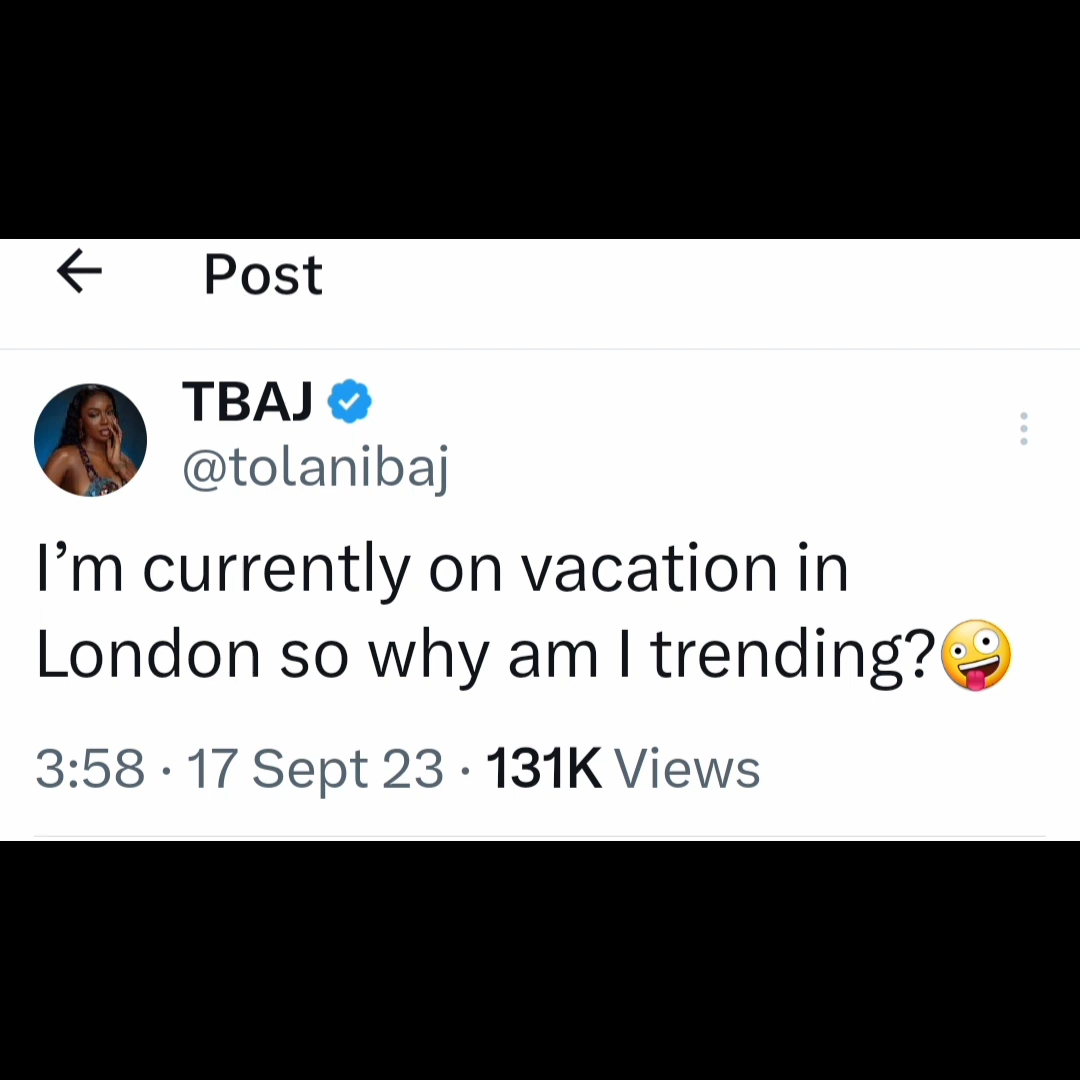 Post
TBAJ
@tolanibaj
I’m currently on vacation in
London so why am I trending?🤪
3:58 · 17 Sept 23 · 131K Views